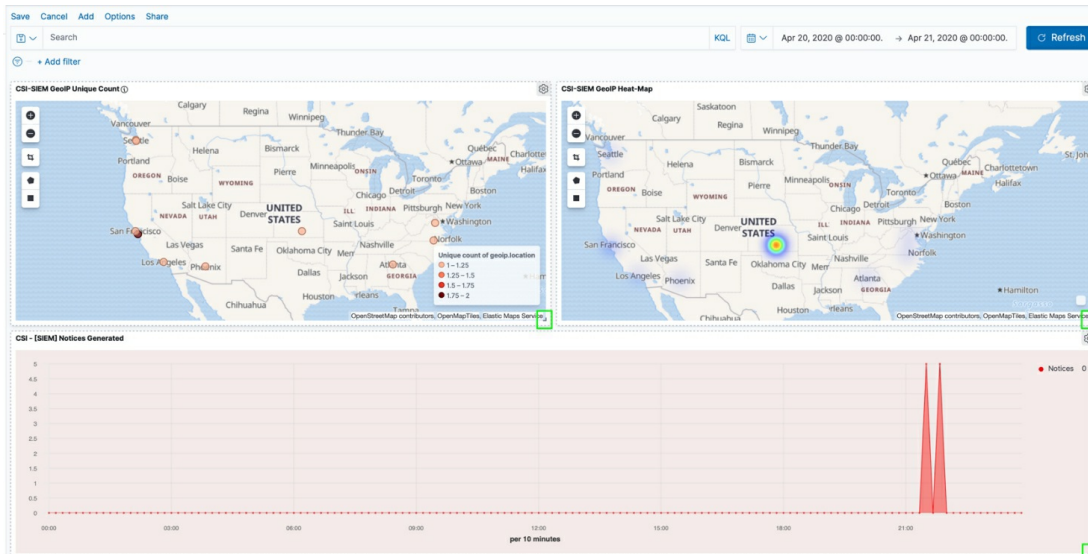 Save Cancel Add Options Share
Search KQL Apr 20, 2020 @ 00:00:00. → Apr 21, 2020 @ 00:00:00. Refresh
+ Add filter
CSI-SIEM GeoIP Unique Count
Calgary
Regina
Winnipeg
Vancouver
Thunder Bay
Seattle
Québec
Charlotte
Helena
Bismarck
Ottawa MAINE
Portland
Minneapolis
ONSIN
Halifax
OREGON Boise
Pierre
Toronto
WYOMING
Chicago Detroit
Boston
Salt Lake City
UNITED
STATES
ILL INDIANA Pittsburgh New York
NEVADA UTAH
Denver
Saint Louis
Washington
San Francisco
Las Vegas
Santa Fe
Oklahoma City
Mem
Nashville
Norfolk
Los Angeles
Phoenix
Atlanta
Dallas
Jackson
GEORGIA
Houston
rleans
Chihuahua
Tampa
Unique count of geoip.location
1 – 1.25
1.25 – 1.5
1.5 – 1.75
1.75 – 2
OpenStreetMap contributors, OpenMapTiles, Elastic Maps Service
CSI-SIEM GeoIP Heat-Map
Saskatoon
Calgary
Regina
Winnipeg
Vancouver
Thunder Bay
Seattle
Québec
St. Joh
Helena
Bismarck
Ottawa MAINE
Charlottetown
Portland
Minneapolis
ONSIN
Halifax
OREGON Boise
Pierre
Toronto
WYOMING
Chicago Detroit
Boston
Salt Lake City
UNITED
STATES
ILL INDIANA Pittsburgh New York
NEVADA UTAH
Denver
Saint Louis
Washington
San Francisco
Las Vegas
Santa Fe
Oklahoma City
Mem
Nashville
Norfolk
Los Angeles
Phoenix
Atlanta
Dallas
Jackson
GEORGIA
Hamilton
Houston
rleans
Chihuahua
OpenStreetMap contributors, OpenMapTiles, Elastic Maps Service
CSI - [SIEM] Notices Generated
5
4.5
4
3.5
3
2.5
2
1.5
1
0.5
0
Notices 0
00:00 03:00 06:00 09:00 12:00 15:00 18:00 21:00
per 10 minutes